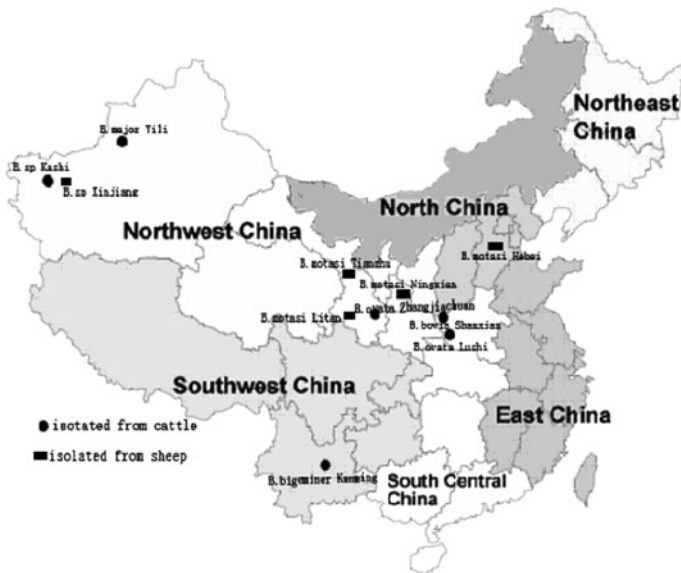 Northeast
China
B.major Yili
B.sp Kashi
B.sp Xinjiang
North China
Northwest China
B.motasi Hebei
B.motasi Tianzhu
B.motasi Ningxian
B.ovata Zhangjiachuan
B.motasi Litan
B.bovis Shanxian
B.ovata Lushi
Southwest China
East China
isotated from cattle
isolated from sheep
B.bigeminer Kunming
South Central
China